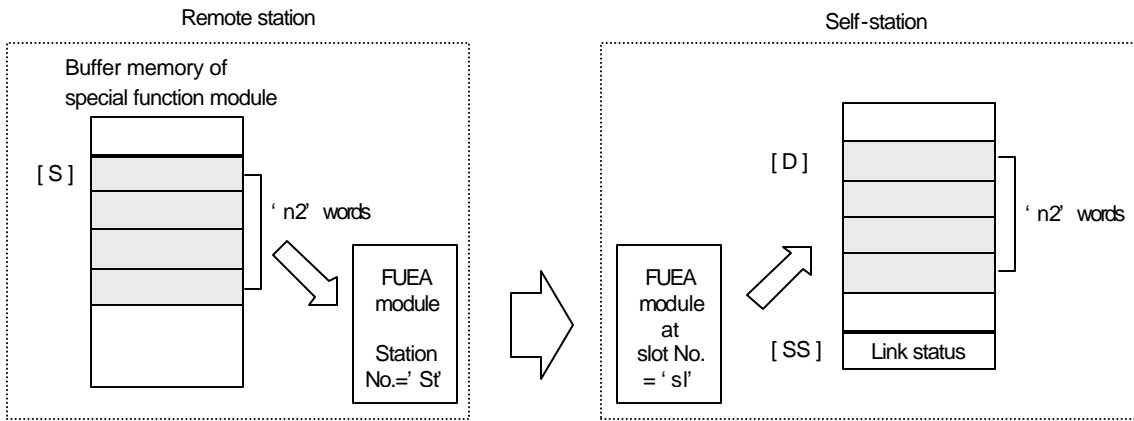 Remote station
Buffer memory of
special function module
[ S ]
‘ n2’ words
FUEA
module
Station
No.=’ St’
Self-station
[ D ]
‘ n2’ words
FUEA
module
at
slot No.
= ‘ sl’
[ SS ]
Link status